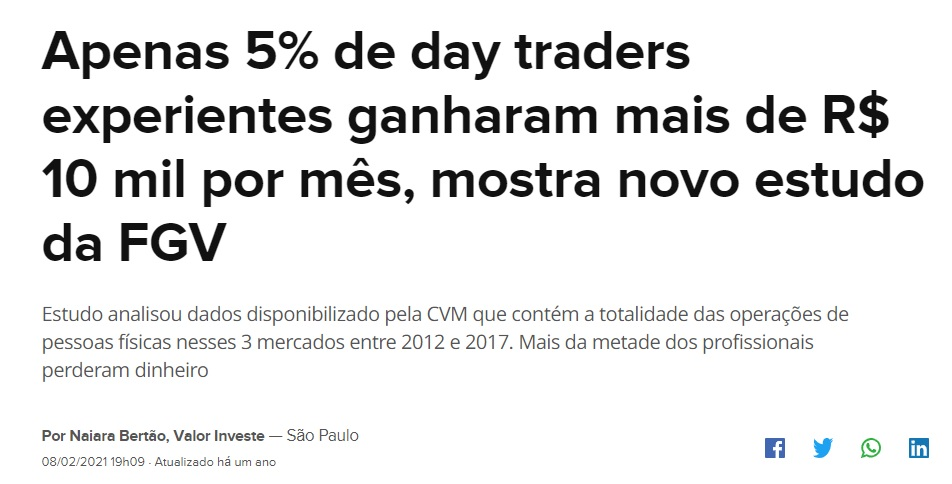 Apenas 5% de day traders
experientes ganharam mais de R$
10 mil por mês, mostra novo estudo
da FGV
Estudo analisou dados disponibilizado pela CVM que contém a totalidade das operações de
pessoas físicas nesses 3 mercados entre 2012 e 2017. Mais da metade dos profissionais
perderam dinheiro
Por Naiara Bertão, Valor Investe — São Paulo
08/02/2021 19h09 · Atualizado há um ano
f
in